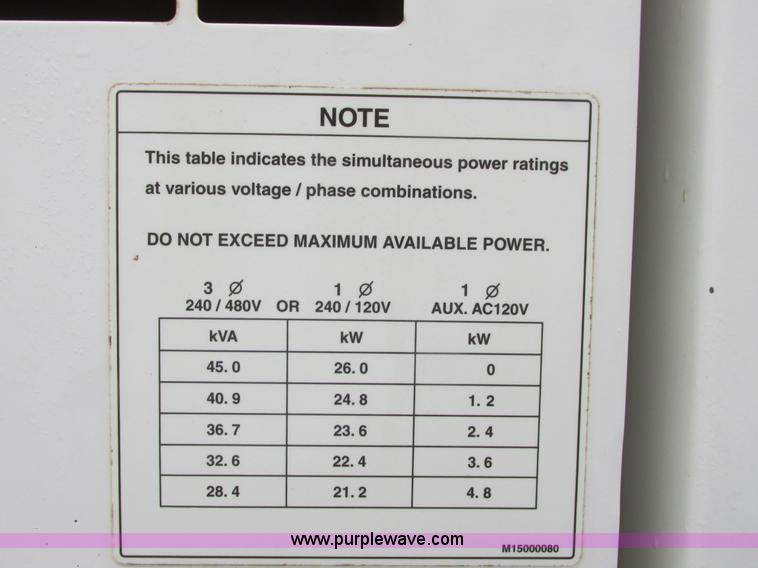 NOTE
This table indicates the simultaneous power ratings
at various voltage / phase combinations.
DO NOT EXCEED MAXIMUM AVAILABLE POWER.
3 Ø 1 Ø 1 Ø
240 / 480V OR 240 / 120V AUX. AC120V
kVA kW kW
45. 0 26. 0 0
40. 9 24. 8 1. 2
36. 7 23. 6 2. 4
32. 6 22. 4 3. 6
28. 4 21. 2 4. 8
www.purplewave.com
M15000080